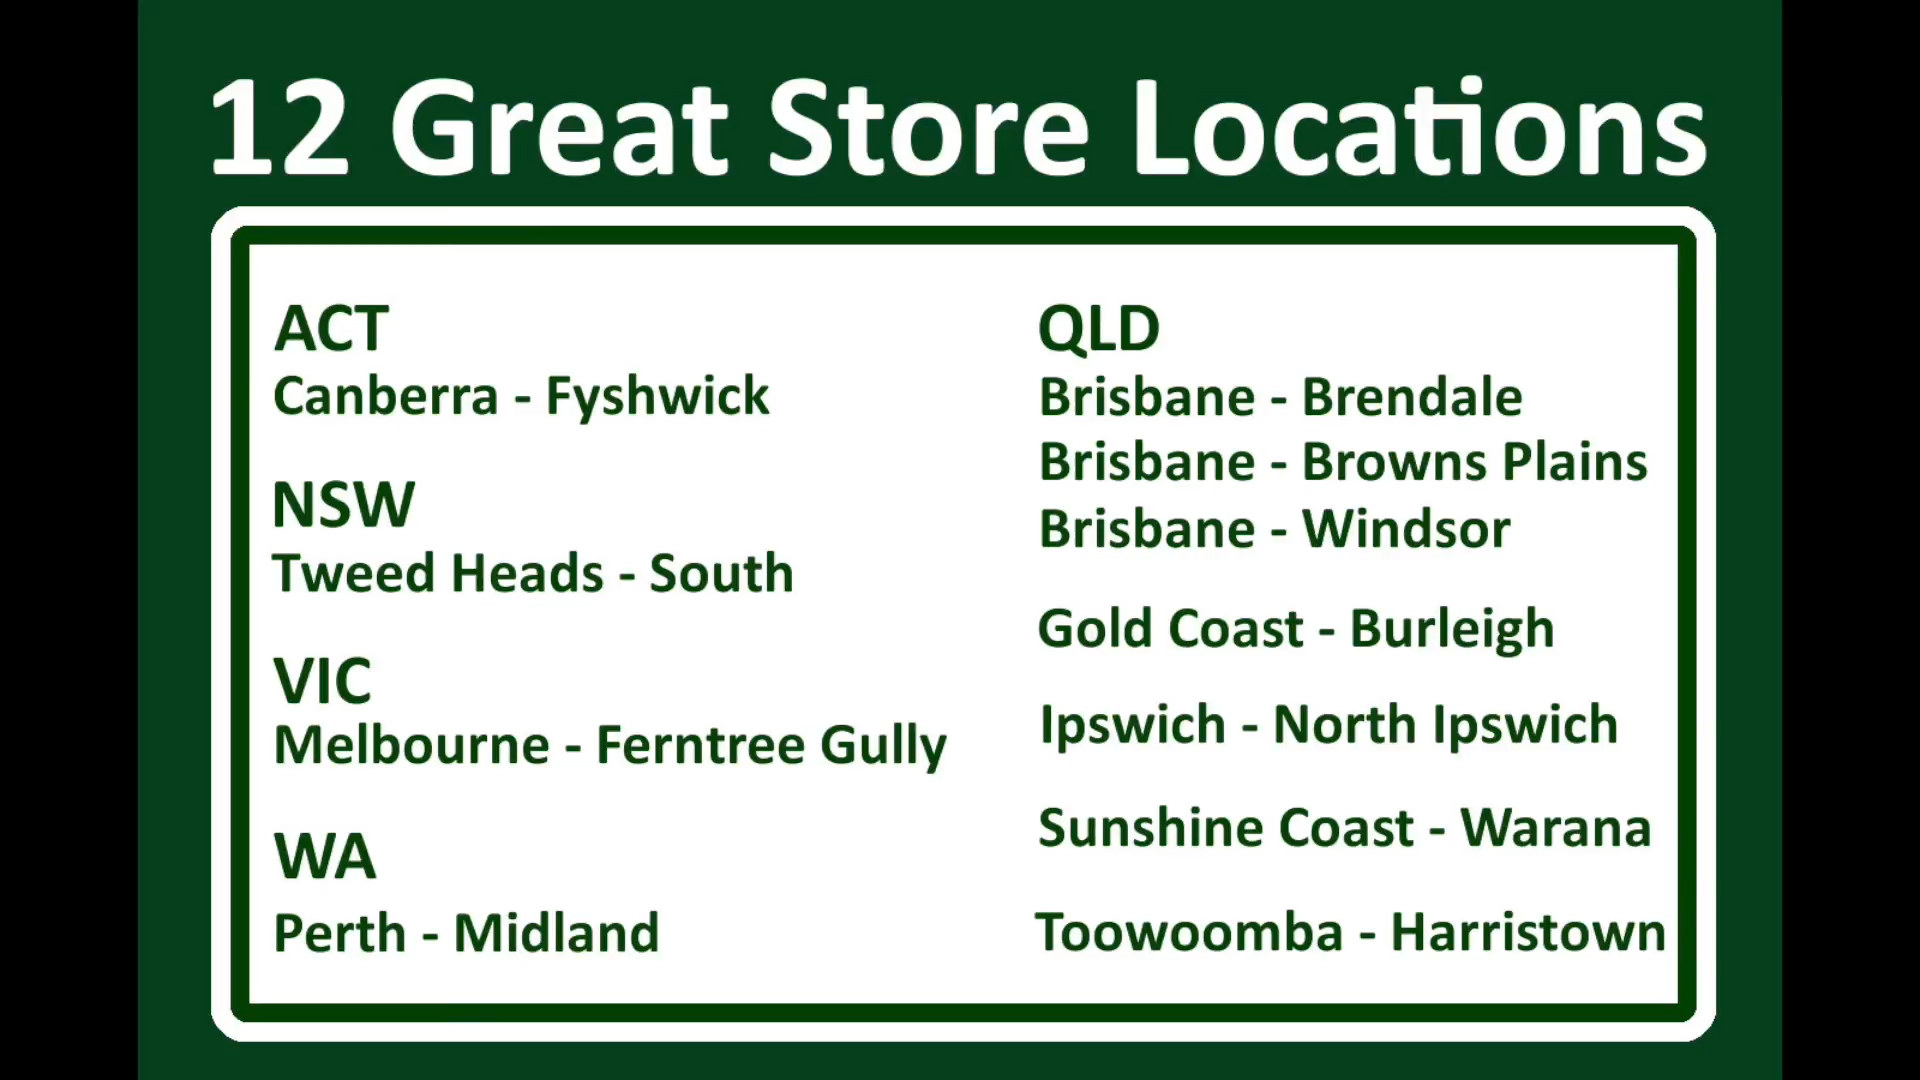 12 Great Store Locations
ACT
Canberra - Fyshwick
NSW
Tweed Heads - South
VIC
Melbourne - Ferntree Gully
WA
Perth - Midland
QLD
Brisbane - Brendale
Brisbane - Browns Plains
Brisbane - Windsor
Gold Coast - Burleigh
Ipswich - North Ipswich
Sunshine Coast - Warana
Toowoomba - Harristown